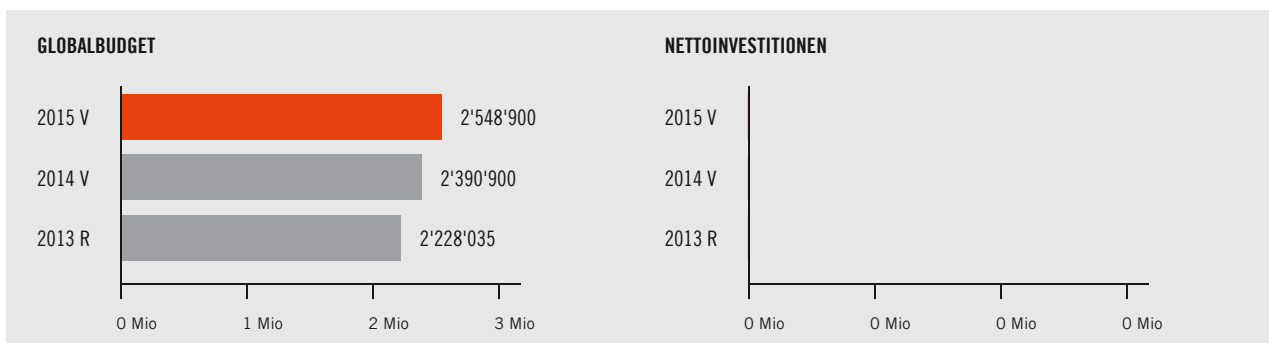 GLOBALBUDGET
2015 V 2'548'900
2014 V 2'390'900
2013 R 2'228'035
0 Mio 1 Mio 2 Mio 3 Mio
NETTOINVESTITIONEN
2015 V
2014 V
2013 R
0 Mio 0 Mio 0 Mio 0 Mio